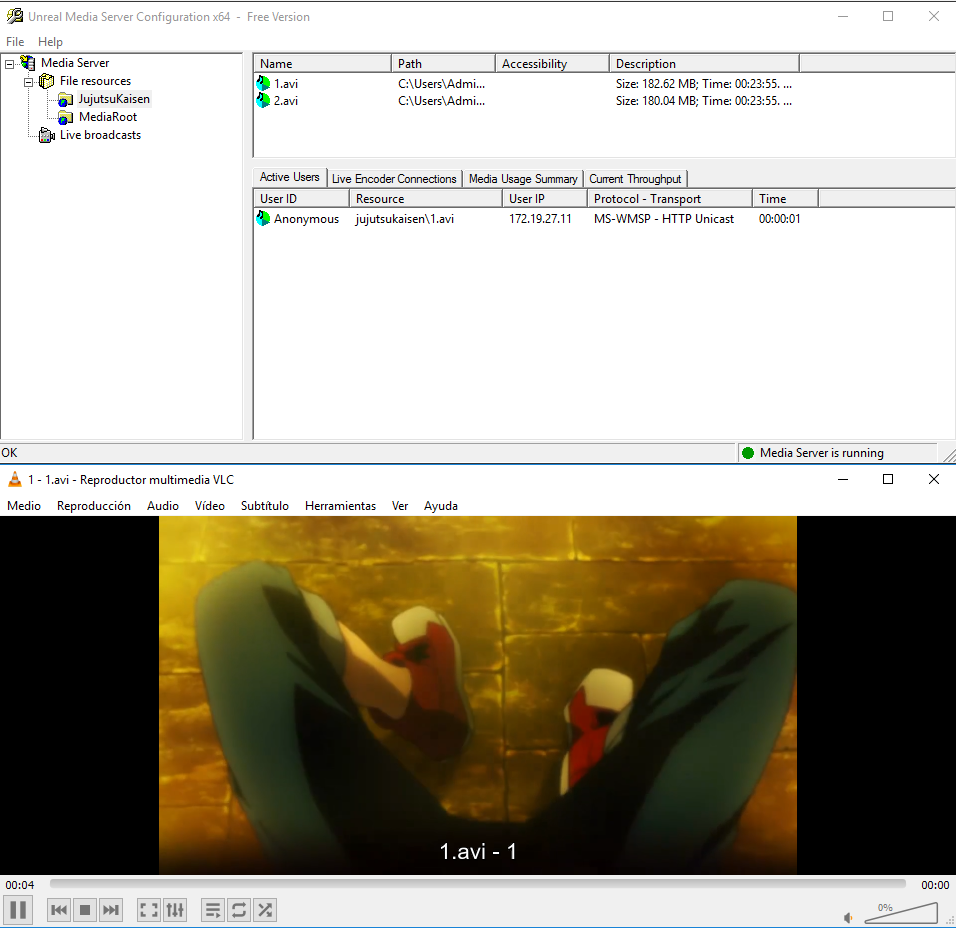 Unreal Media Server Configuration x64 - Free Version
File Help
Media Server
File resources
JujutsuKaisen
MediaRoot
Live broadcasts
Name Path Accessibility Description
1.avi C:\Users\Admi... Size: 182.62 MB; Time: 00:23:55. ...
2.avi C:\Users\Admi... Size: 180.04 MB; Time: 00:23:55. ...
Active Users Live Encoder Connections Media Usage Summary Current Throughput
User ID Resource User IP Protocol - Transport Time
Anonymous jujutsukaisen\1.avi 172.19.27.11 MS-WMSP - HTTP Unicast 00:00:01
OK Media Server is running
1 - 1.avi - Reproductor multimedia VLC
Medio Reproducción Audio Vídeo Subtítulo Herramientas Ver Ayuda
1.avi - 1
00:04 00:00
0%